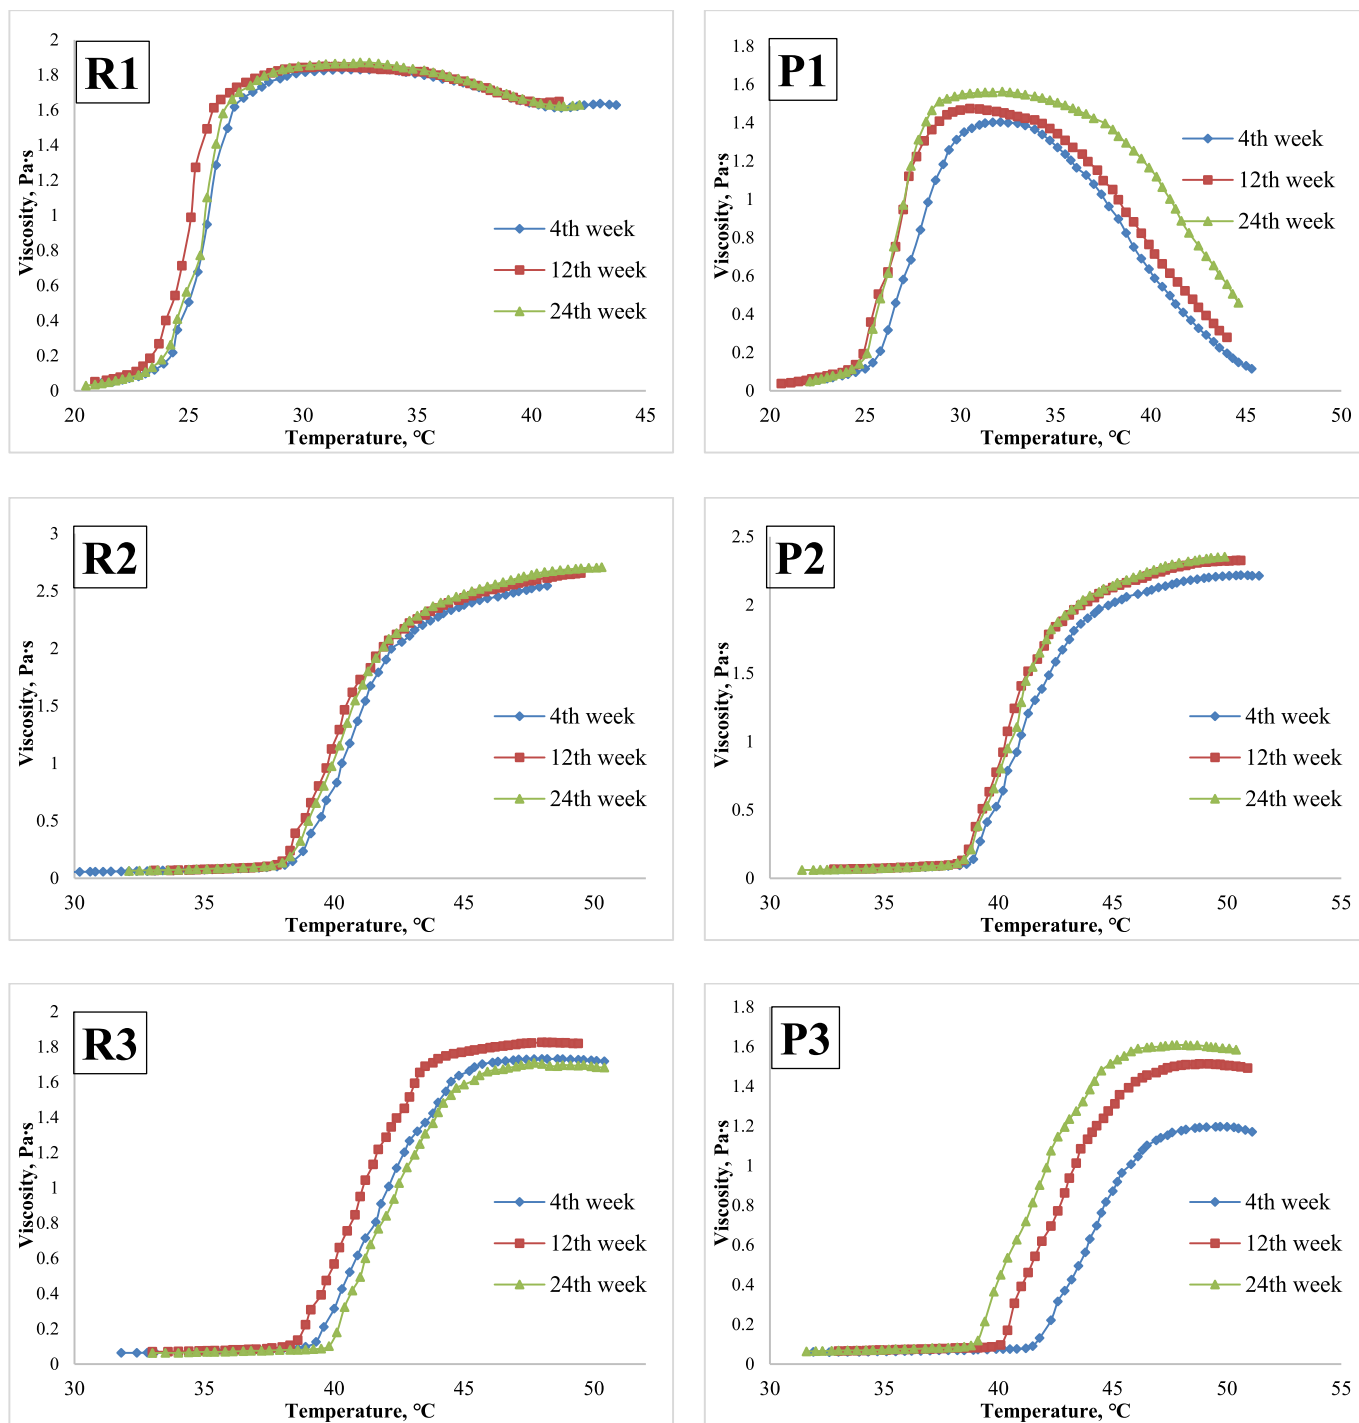 R1
2
1.8
1.6
1.4
1.2
1
0.8
0.6
0.4
0.2
0
Viscosity, Pa·s
20 25 30 35 40 45
Temperature, °C
4th week
12th week
24th week
P1
1.8
1.6
1.4
1.2
1
0.8
0.6
0.4
0.2
0
Viscosity, Pa·s
20 25 30 35 40 45 50
Temperature, °C
4th week
12th week
24th week
R2
3
2.5
2
1.5
1
0.5
0
Viscosity, Pa·s
30 35 40 45 50
Temperature, °C
4th week
12th week
24th week
P2
2.5
2
1.5
1
0.5
0
Viscosity, Pa·s
30 35 40 45 50 55
Temperature, °C
4th week
12th week
24th week
R3
2
1.8
1.6
1.4
1.2
1
0.8
0.6
0.4
0.2
0
Viscosity, Pa·s
30 35 40 45 50
Temperature, °C
4th week
12th week
24th week
P3
1.8
1.6
1.4
1.2
1
0.8
0.6
0.4
0.2
0
Viscosity, Pa·s
30 35 40 45 50 55
Temperature, °C
4th week
12th week
24th week